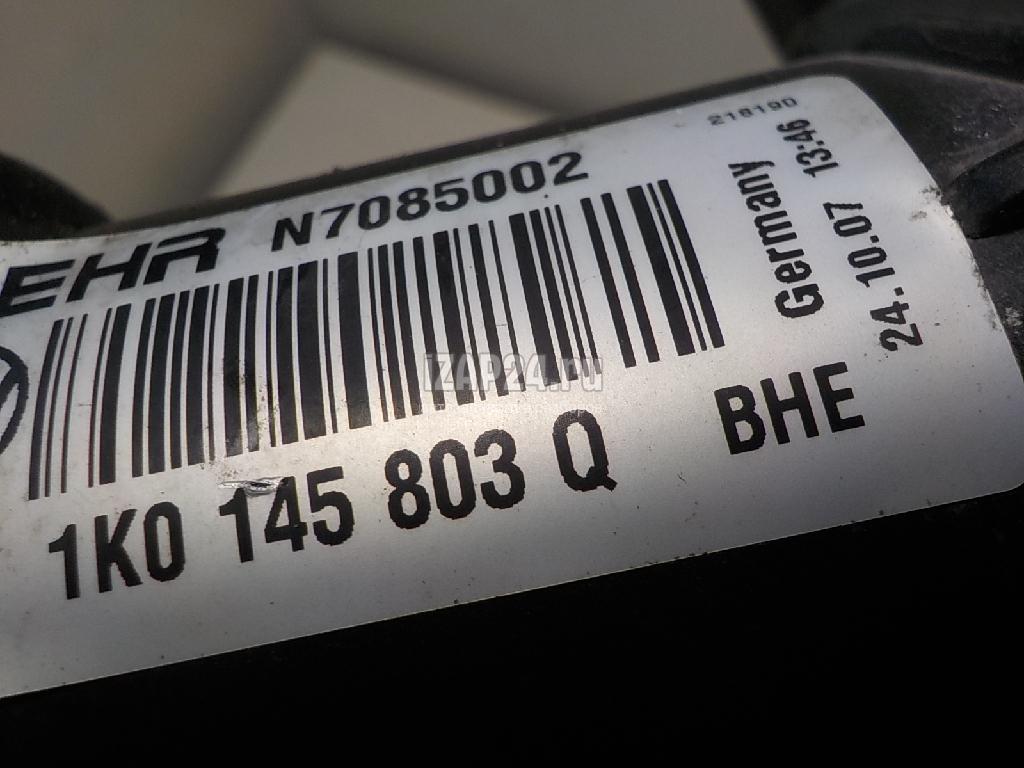 218190
EHR N7085002
Germany
24.10.07 13:46
IZAP24.ru
1K0 145 803 Q BHE